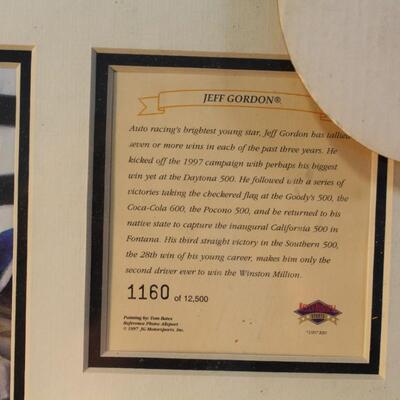 JEFF GORDON®
Auto racing's brightest young star, Jeff Gordon has tallied
seven or more wins in each of the past three years. He
kicked off the 1997 campaign with perhaps his biggest
win yet at the Daytona 500. He followed with a series of
victories taking the checkered flag at the Goody's 500, the
Coca-Cola 600, the Pocono 500, and he returned to his
native state to capture the inaugural California 500 in
Fontana. His third straight victory in the Southern 500,
the 28th win of his young career, makes him only the
second driver ever to win the Winston Million.
1160 of 12,500
Painting by: Tom Bates
Reference Photo: Allsport
© 1997 JG Motorsports, Inc.
SPORTS